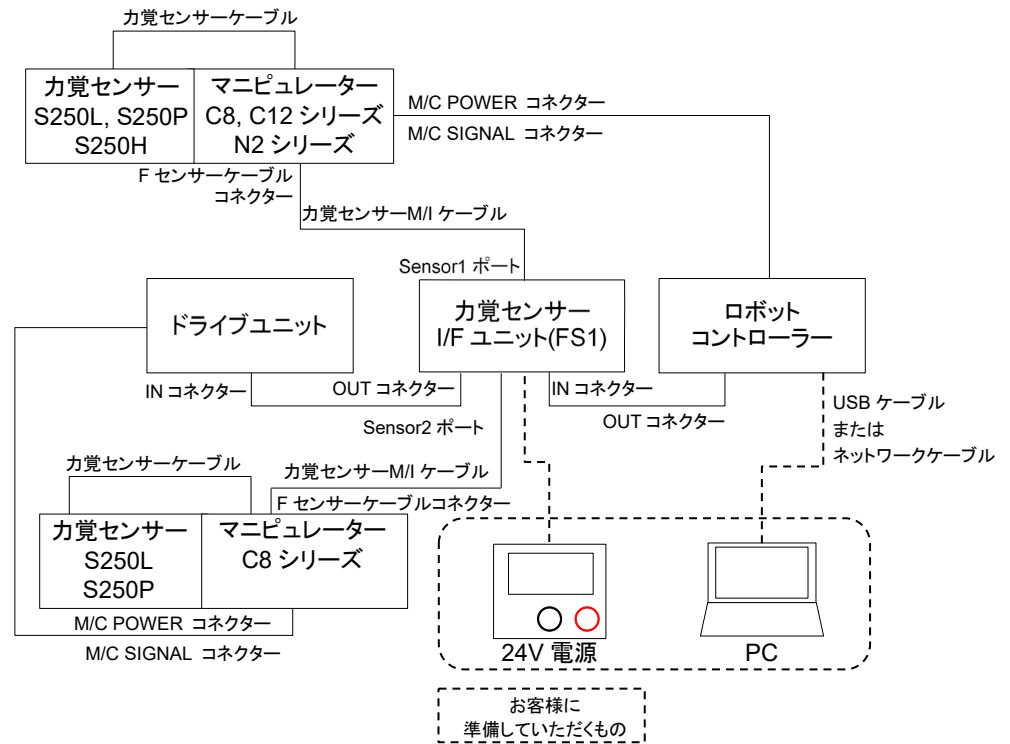 力覚センサーケーブル
力覚センサー
S250L, S250P
S250H
マニピュレーター
C8, C12 シリーズ
N2 シリーズ
M/C POWER コネクター
M/C SIGNAL コネクター
F センサーケーブル
コネクター
力覚センサーM/I ケーブル
Sensor1 ポート
ドライブユニット
力覚センサー
I/F ユニット(FS1)
ロボット
コントローラー
IN コネクター
OUT コネクター
IN コネクター
OUT コネクター
USB ケーブル
または
ネットワークケーブル
Sensor2 ポート
力覚センサーケーブル
力覚センサーM/I ケーブル
F センサーケーブルコネクター
力覚センサー
S250L
S250P
マニピュレーター
C8 シリーズ
M/C POWER コネクター
M/C SIGNAL コネクター
24V 電源
PC
お客様に
準備していただくもの